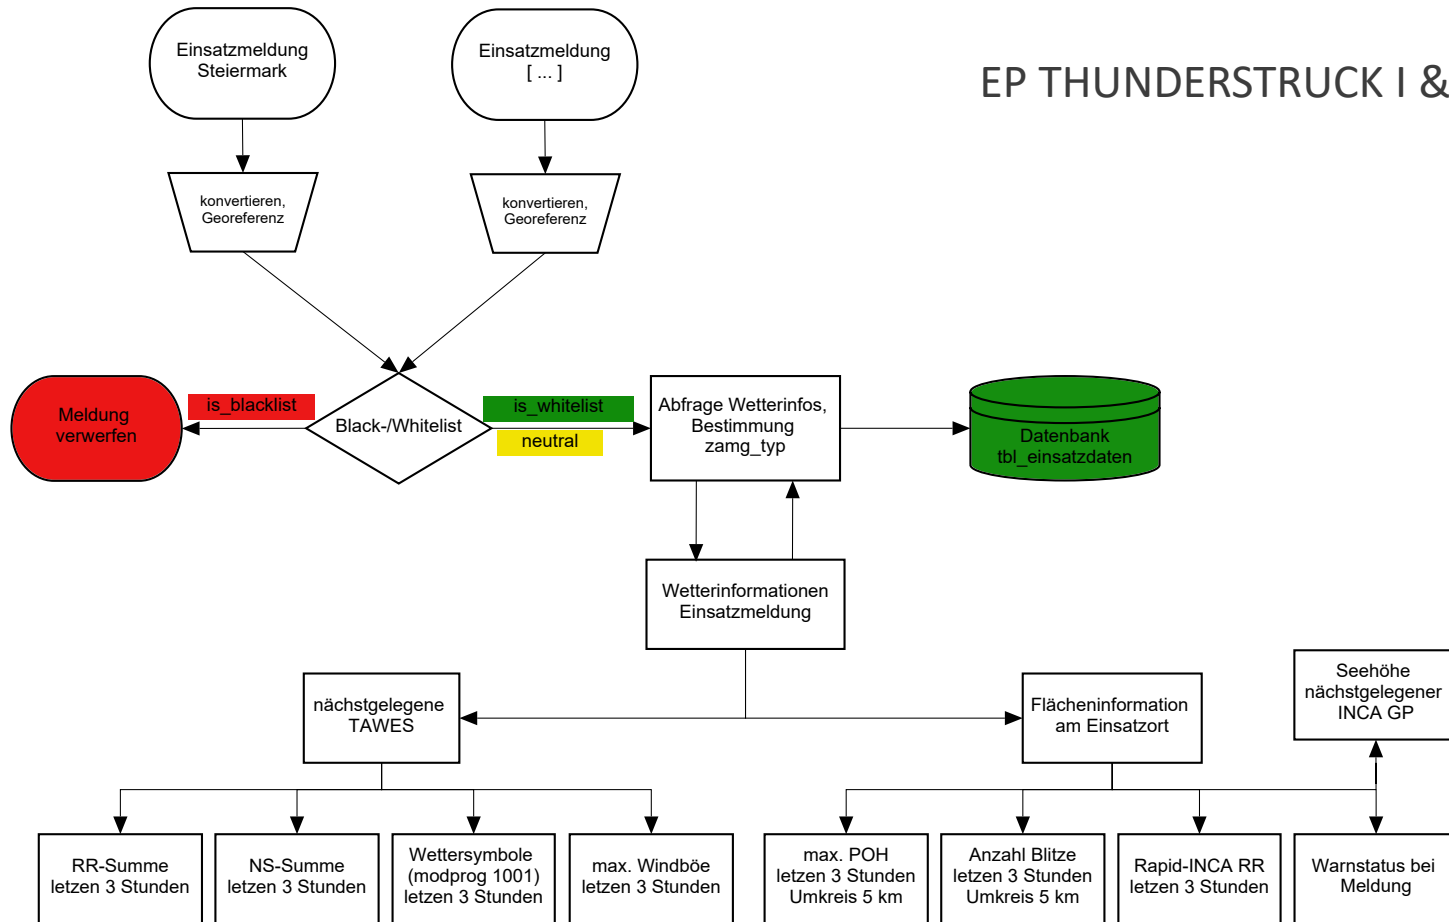 Einsatzmeldung
Steiermark
Einsatzmeldung
[ ... ]
EP THUNDERSTRUCK I &
konvertieren,
Georeferenz
konvertieren,
Georeferenz
Meldung
verwerfen
is_blacklist
Black-/Whitelist
is_whitelist
neutral
Abfrage Wetterinfos,
Bestimmung
zamg_typ
Datenbank
tbl_einsatzdaten
Wetterinformationen
Einsatzmeldung
nächstgelegene
TAWES
Flächeninformation
am Einsatzort
Seehöhe
nächstgelegener
INCA GP
RR-Summe
letzen 3 Stunden
NS-Summe
letzen 3 Stunden
Wettersymbole
(modprog 1001)
letzen 3 Stunden
max. Windböe
letzen 3 Stunden
max. POH
letzen 3 Stunden
Umkreis 5 km
Anzahl Blitze
letzen 3 Stunden
Umkreis 5 km
Rapid-INCA RR
letzen 3 Stunden
Warnstatus bei
Meldung